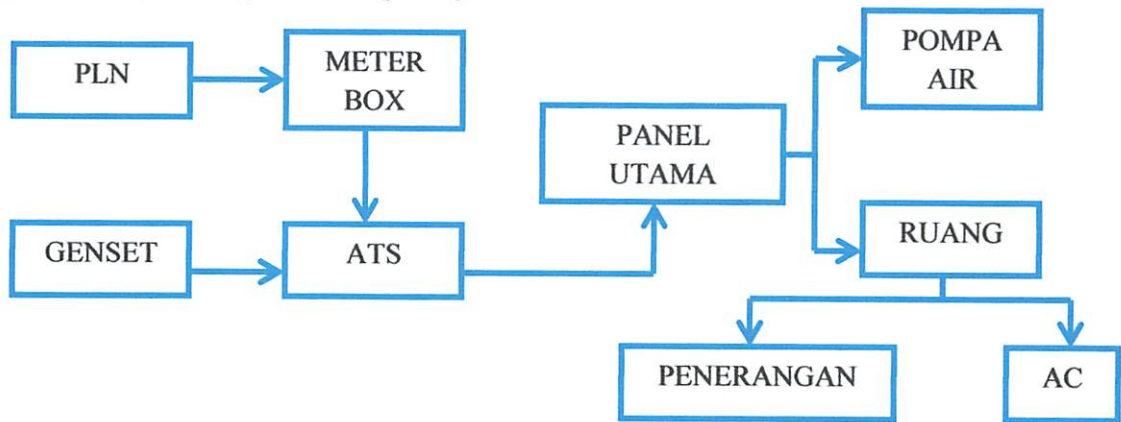 PLN
METER
BOX
GENSET
ATS
PANEL
UTAMA
POMPA
AIR
RUANG
PENERANGAN
AC